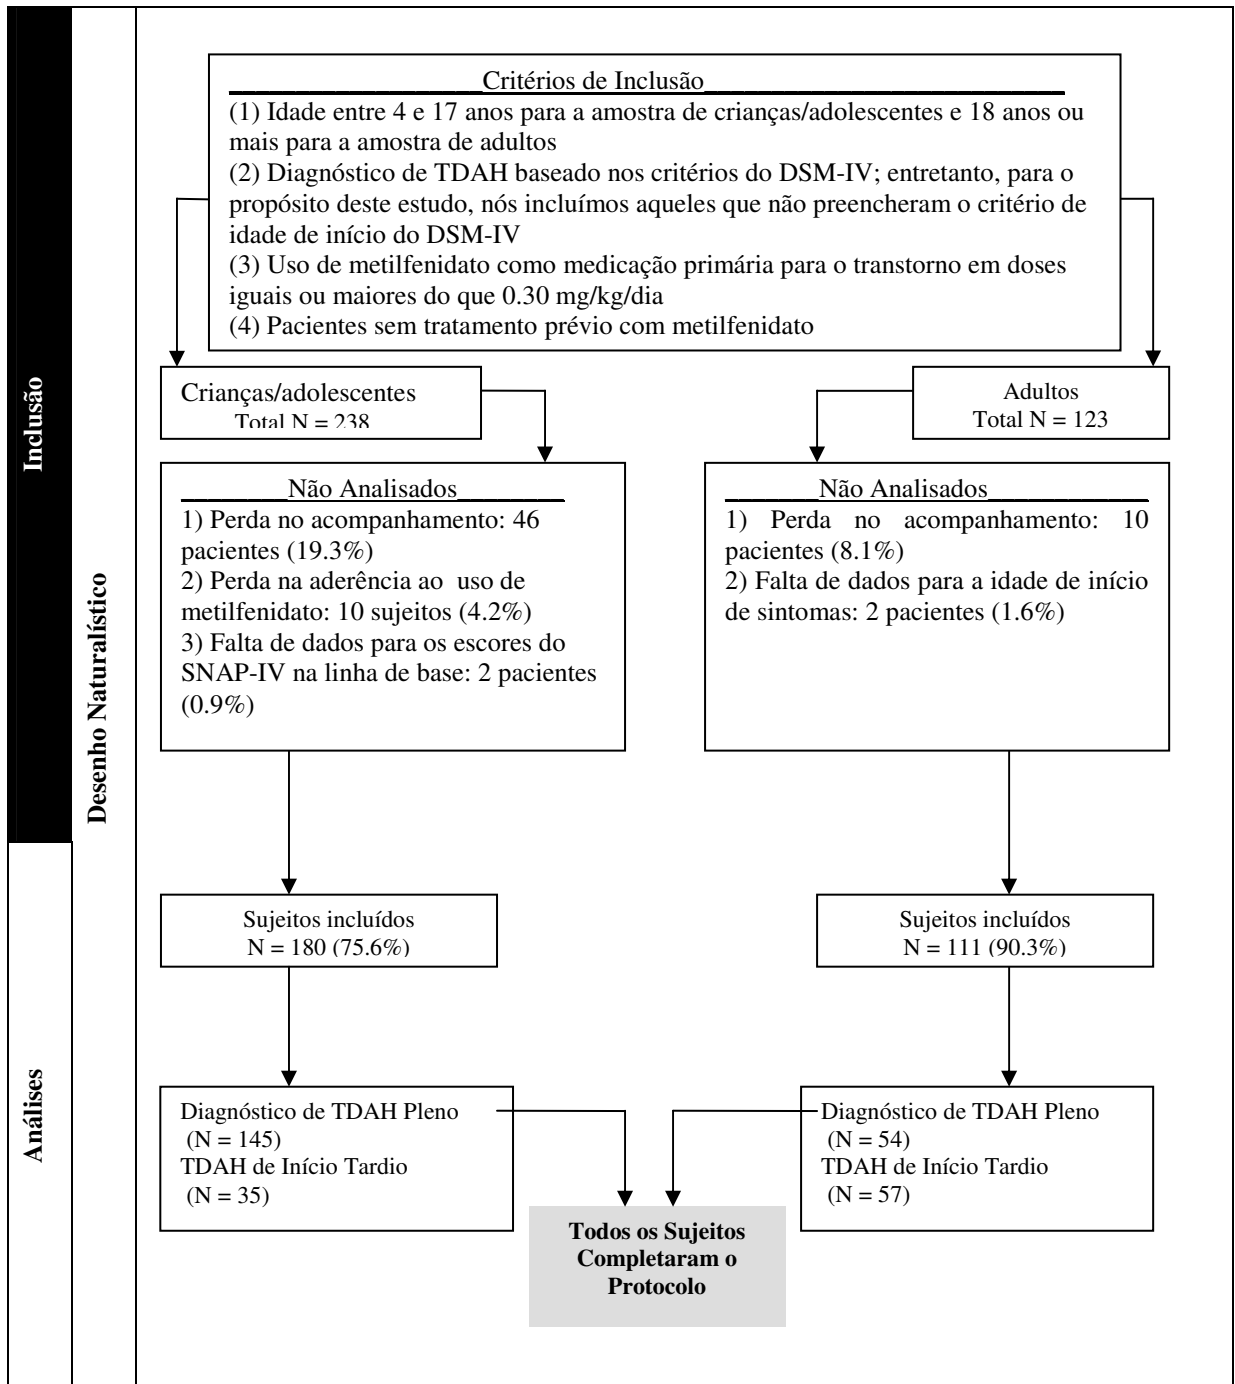 Critérios de Inclusão
(1) Idade entre 4 e 17 anos para a amostra de crianças/adolescentes e 18 anos ou
mais para a amostra de adultos
(2) Diagnóstico de TDAH baseado nos critérios do DSM-IV; entretanto, para o
propósito deste estudo, nós incluímos aqueles que não preencheram o critério de
idade de início do DSM-IV
(3) Uso de metilfenidato como medicação primária para o transtorno em doses
iguais ou maiores do que 0.30 mg/kg/dia
(4) Pacientes sem tratamento prévio com metilfenidato
Inclusão
Desenho Naturalístico
Crianças/adolescentes
Total N = 238
Adultos
Total N = 123
Não Analisados
1) Perda no acompanhamento: 46
pacientes (19.3%)
2) Perda na aderência ao uso de
metilfenidato: 10 sujeitos (4.2%)
3) Falta de dados para os escores do
SNAP-IV na linha de base: 2 pacientes
(0.9%)
Não Analisados
1) Perda no acompanhamento: 10
pacientes (8.1%)
2) Falta de dados para a idade de início
de sintomas: 2 pacientes (1.6%)
Sujeitos incluídos
N = 180 (75.6%)
Sujeitos incluídos
N = 111 (90.3%)
Análises
Diagnóstico de TDAH Pleno
(N = 145)
TDAH de Início Tardio
(N = 35)
Diagnóstico de TDAH Pleno
(N = 54)
TDAH de Início Tardio
(N = 57)
Todos os Sujeitos
Completaram o
Protocolo